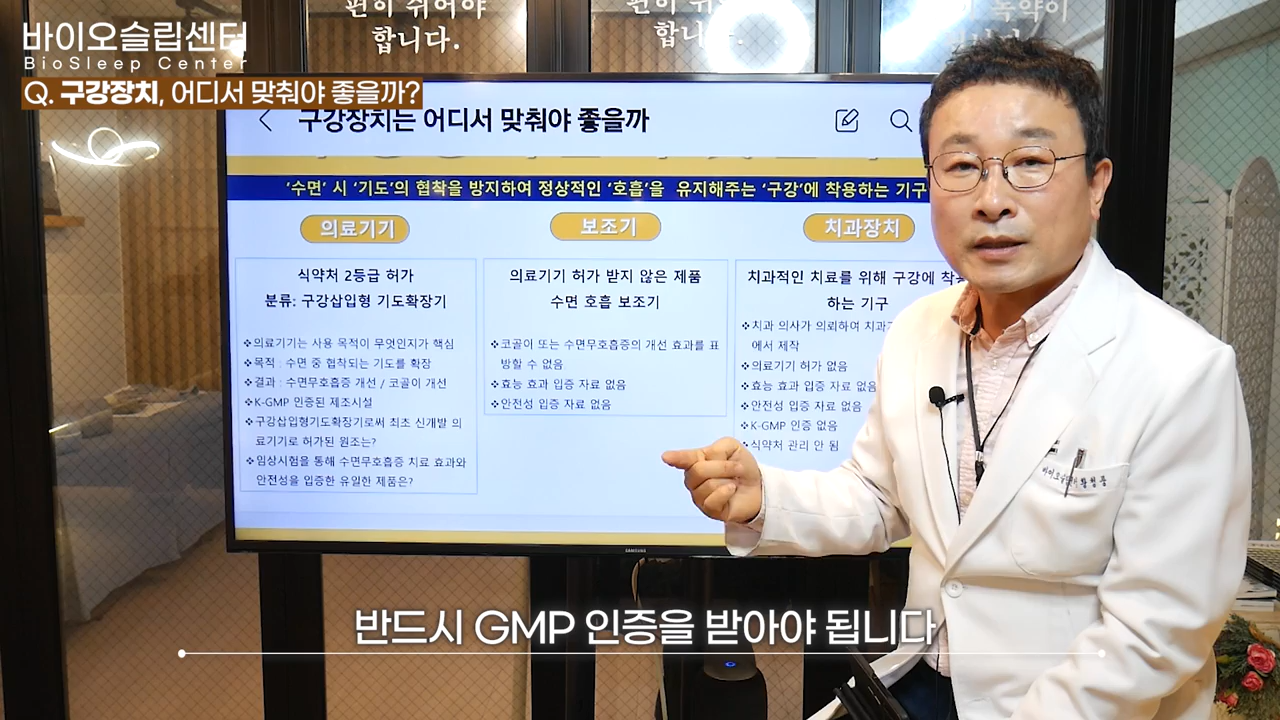 편히 쉬어야
합니다.
편히
합니다.
바이오슬립센터
BioSleep Center
Q. 구강장치, 어디서 맞춰야 좋을까?
구강장치는 어디서 맞춰야 좋을까
‘수면’ 시 ‘기도’의 협착을 방지하여 정상적인 ‘호흡’을 유지해주는 ‘구강’에 착용하는 기구
의료기기
식약처 2등급 허가
분류: 구강삽입형 기도확장기
❖의료기기는 사용 목적이 무엇인지가 핵심
❖목적 : 수면 중 협착되는 기도를 확장
❖결과 : 수면무호흡증 개선 / 코골이 개선
❖K-GMP 인증된 제조시설
❖구강삽입형기도확장기로써 최초 신개발 의
료기기로 허가된 원조는?
❖임상시험을 통해 수면무호흡증 치료 효과와
안전성을 입증한 유일한 제품은?
보조기
의료기기 허가 받지 않은 제품
수면 호흡 보조기
❖코골이 또는 수면무호흡증의 개선 효과를 표
방할 수 없음
❖효능 효과 입증 자료 없음
❖안전성 입증 자료 없음
치과장치
치과적인 치료를 위해 구강에 착용
하는 기구
❖치과 의사가 의뢰하여 치과기
에서 제작
❖의료기기 허가 없음
❖효능 효과 입증 자료 없음
❖안전성 입증 자료 없음
❖K-GMP 인증 없음
❖식약처 관리 안 됨
SAMSUNG
반드시 GMP 인증을 받아야 됩니다